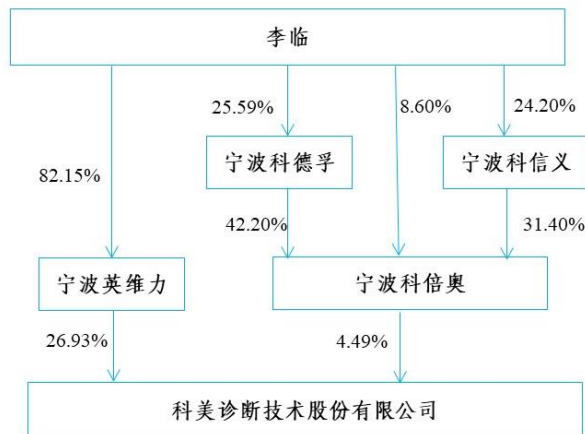 李临
25.59%
8.60%
24.20%
82.15%
宁波科德孚
宁波科信义
42.20%
31.40%
宁波英维力
宁波科倍奥
26.93%
4.49%
科美诊断技术股份有限公司